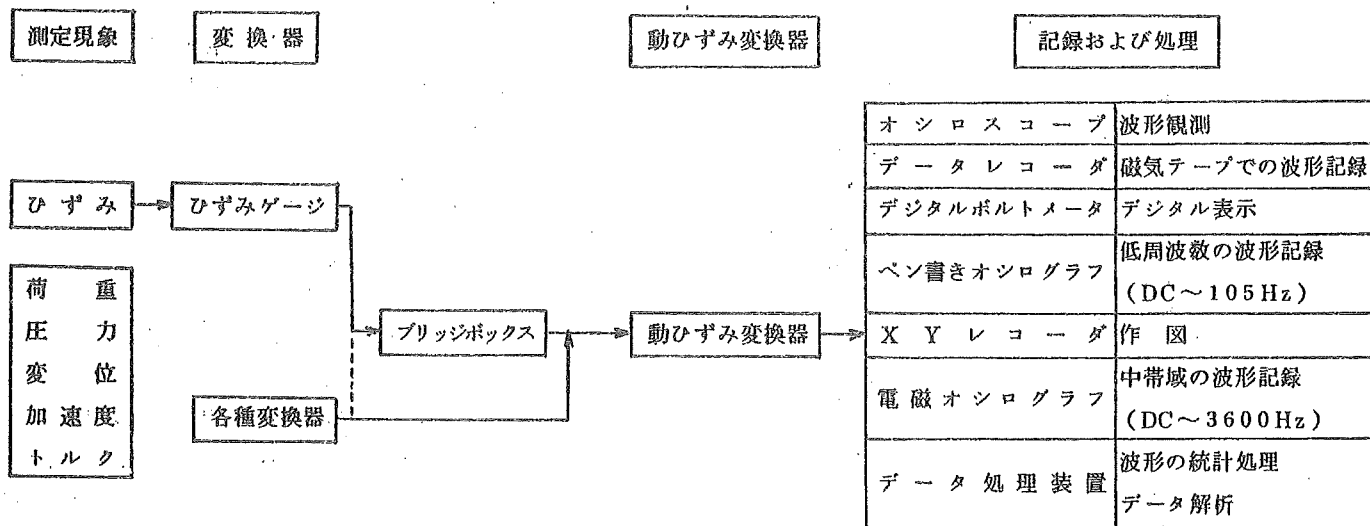 測定現象
変換器
動ひずみ変換器
記録および処理
ひずみ
ひずみゲージ
荷重
圧力
変位
加速度
トルク
各種変換器
ブリッジボックス
動ひずみ変換器
オシロスコープ 波形観測
データレコーダ 磁気テープでの波形記録
デジタルボルトメータ デジタル表示
ペン書きオシログラフ 低周波数の波形記録
(DC～105Hz)
XYレコーダ 作図
電磁オシログラフ 中帯域の波形記録
(DC～3600Hz)
データ処理装置 波形の統計処理
データ解析